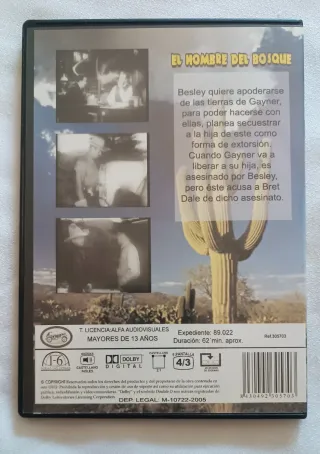 EL HOMBRE DEL BOSQUE
Besley quiere apoderarse
de las tierras de Gayner,
para poder hacerse con
ellas, planea secuestrar
a la hija de este como
forma de extorsión.
Cuando Gayner va a
liberar a su hija, es
asesinado por Besley,
pero éste acusa a Bret
Dale de dicho asesinato.
T. LICENCIA:ALFA AUDIOVISUALES
MAYORES DE 13 AÑOS
Expediente: 89.022
Duración: 62 min. aprox.
DOLBY
DIGITAL
PANTALLA
4/3
DEP. LEGAL: M-10722-2005